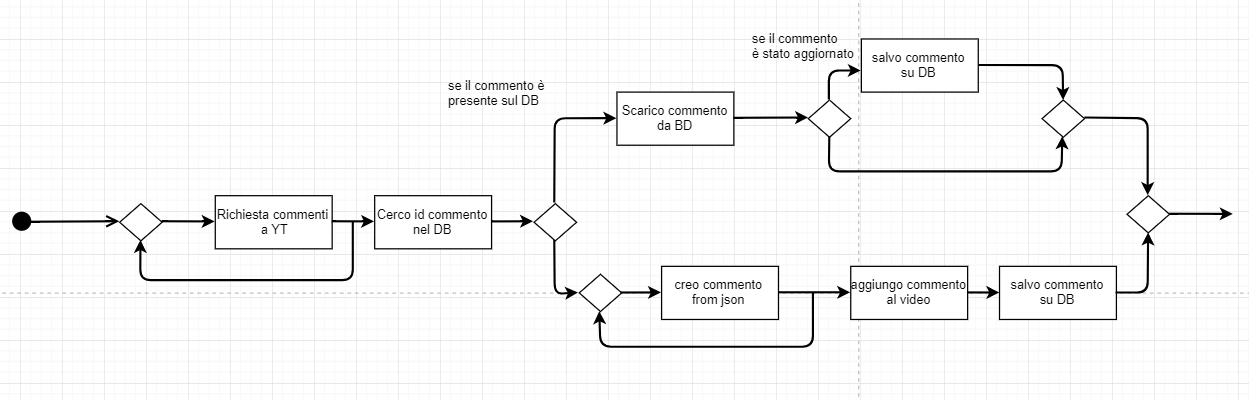 se il commento
è stato aggiornato
salvo commento
su DB
se il commento è
presente sul DB
Scarico commento
da BD
Richiesta commenti
a YT
Cerco id commento
nel DB
creo commento
from json
aggiungo commento
al video
salvo commento
su DB